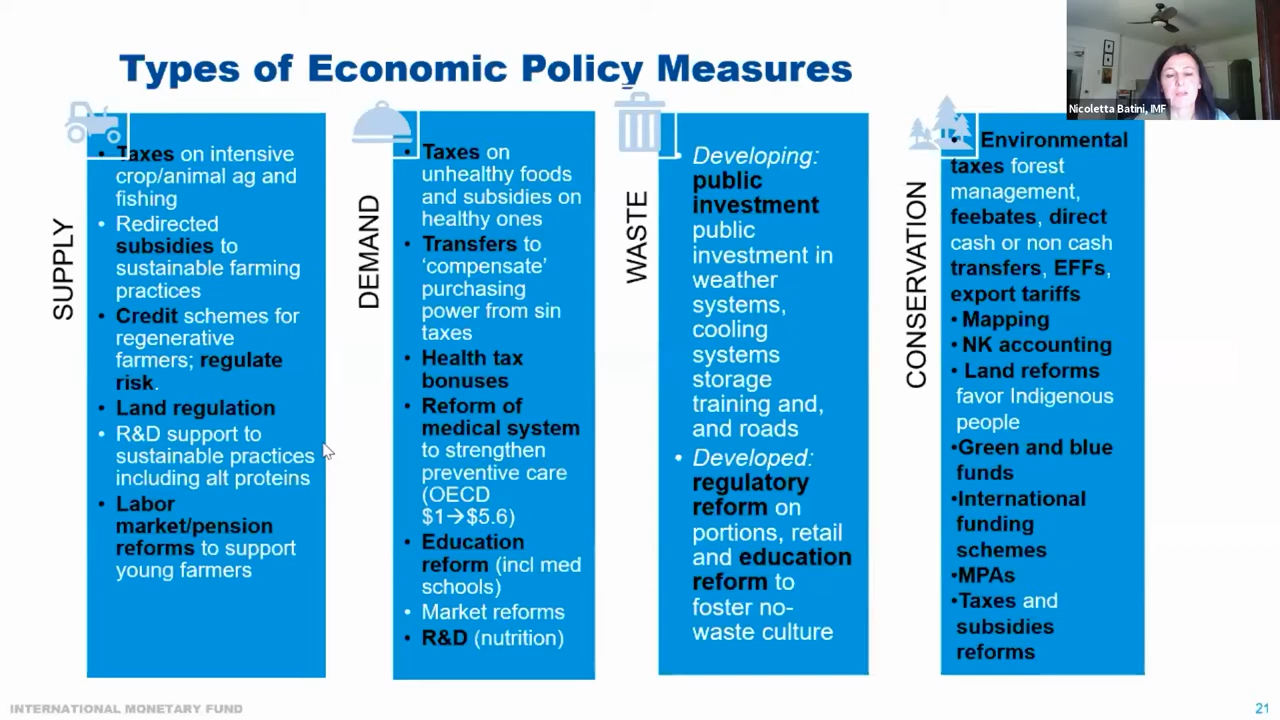 Types of Economic Policy Measures
Nicoletta Batini, IMF
SUPPLY
• Taxes on intensive
crop/animal ag and
fishing
• Redirected
subsidies to
sustainable farming
practices
• Credit schemes for
regenerative
farmers; regulate
risk.
• Land regulation
• R&D support to
sustainable practices
including alt proteins
• Labor
market/pension
reforms to support
young farmers
DEMAND
• Taxes on
unhealthy foods
and subsidies on
healthy ones
• Transfers to
‘compensate’
purchasing
power from sin
taxes
• Health tax
bonuses
• Reform of
medical system
to strengthen
preventive care
(OECD
$1→$5.6)
• Education
reform (incl med
schools)
• Market reforms
• R&D (nutrition)
WASTE
• Developing:
public
investment
public
investment in
weather
systems,
cooling
systems
storage
training and,
and roads
• Developed:
regulatory
reform on
portions, retail
and education
reform to
foster no-
waste culture
CONSERVATION
• Environmental
taxes forest
management,
feebates, direct
cash or non cash
transfers, EFFs,
export tariffs
• Mapping
• NK accounting
• Land reforms
favor Indigenous
people
•Green and blue
funds
•International
funding
schemes
•MPAs
•Taxes and
subsidies
reforms
INTERNATIONAL MONETARY FUND
21